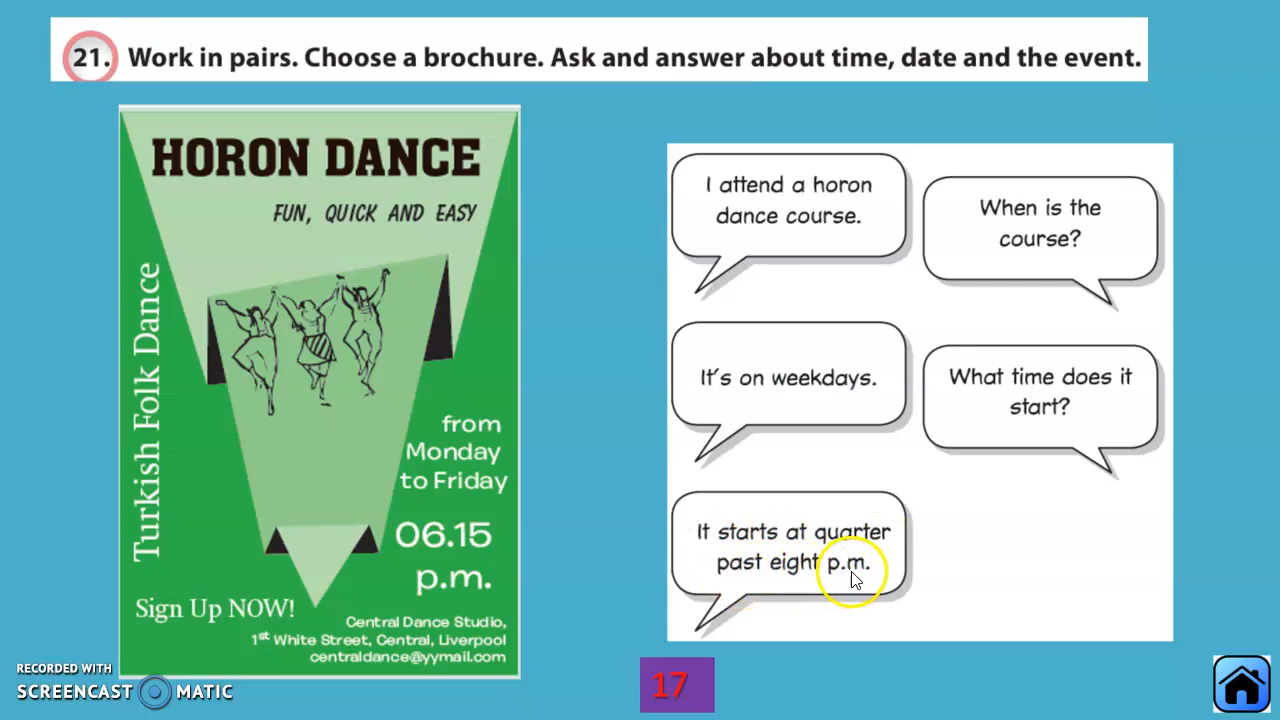 21. Work in pairs. Choose a brochure. Ask and answer about time, date and the event.
HORON DANCE
FUN, QUICK AND EASY
Turkish Folk Dance
from
Monday
to Friday
06.15
p.m.
Sign Up NOW!
Central Dance Studio,
1st White Street, Central, Liverpool
centraldance@yymail.com
I attend a horon
dance course.
When is the
course?
It's on weekdays.
What time does it
start?
It starts at quarter
past eight p.m.
17
RECORDED WITH
SCREENCAST MATIC